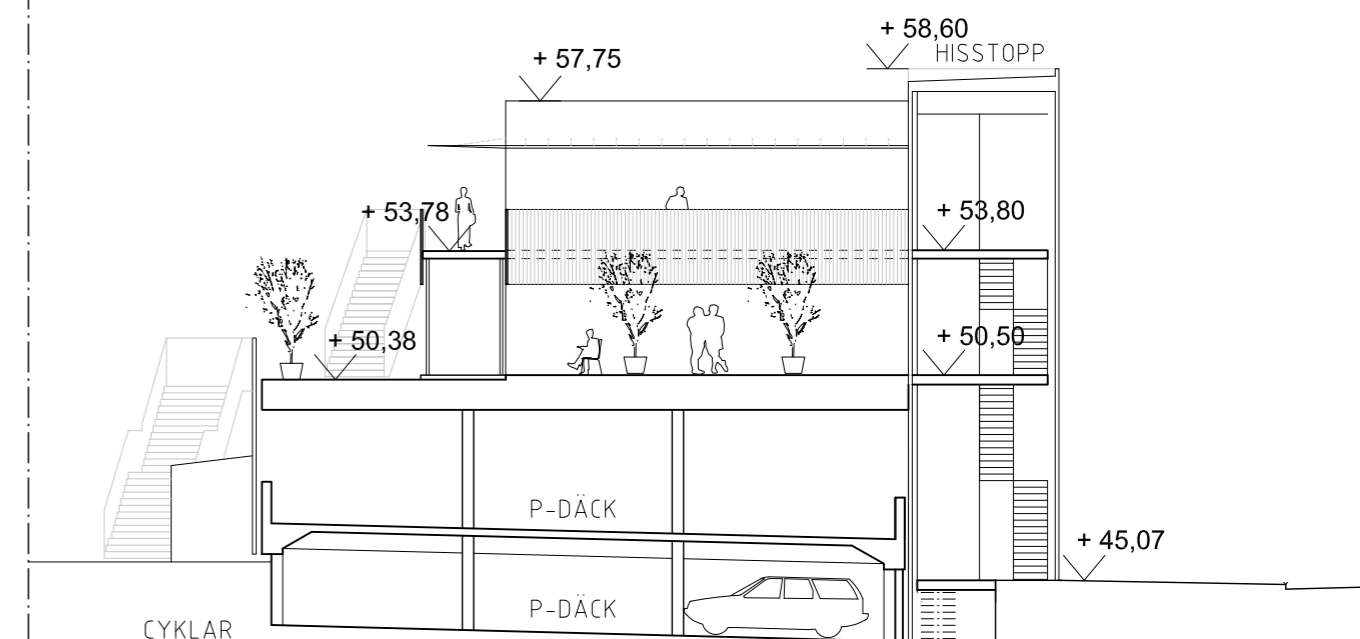 + 58,60
HISSTOPP
+ 57,75
+ 53,78
+ 53,80
+ 50,38
+ 50,50
P-DÄCK
+ 45,07
P-DÄCK
CYKLAR